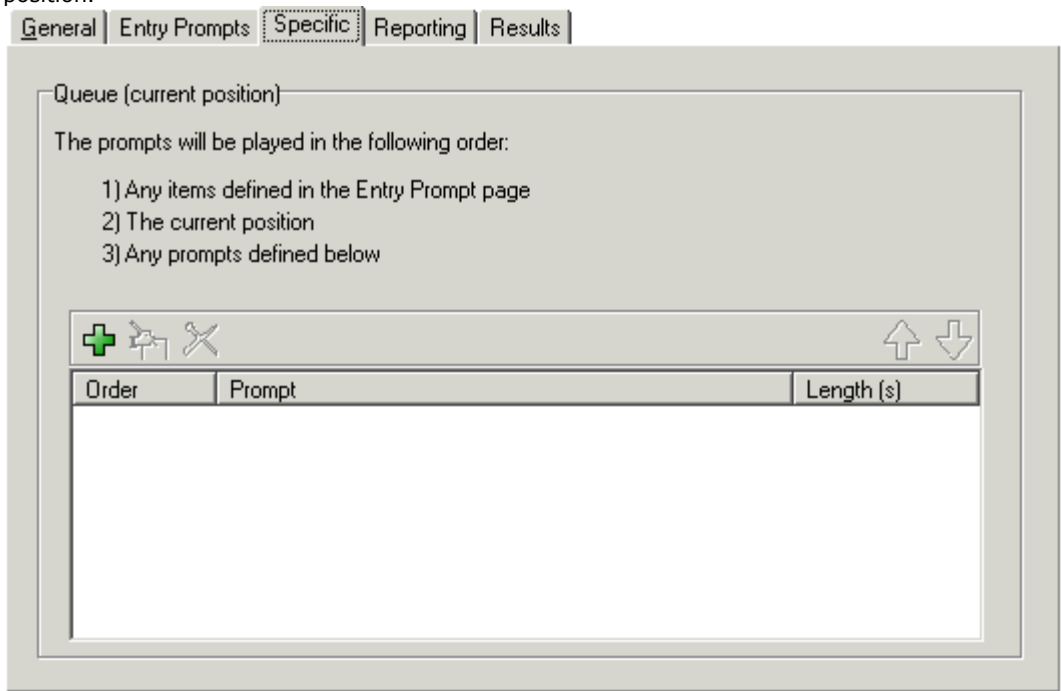 position.
General Entry Prompts Specific Reporting Results
Queue (current position)
The prompts will be played in the following order:
1) Any items defined in the Entry Prompt page
2) The current position
3) Any prompts defined below
Order Prompt Length (s)